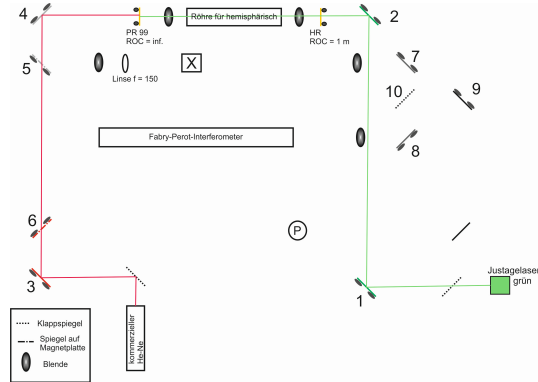 4
2
PR 99
ROC = inf.
Röhre für hemisphärisch
HR
ROC = 1 m
5
Linse f = 150
X
7
10
9
Fabry-Perot-Interferometer
8
6
P
3
1
Justagelaser
grün
kommerzieller
He-Ne
Klappspiegel
Spiegel auf
Magnetplatte
Blende